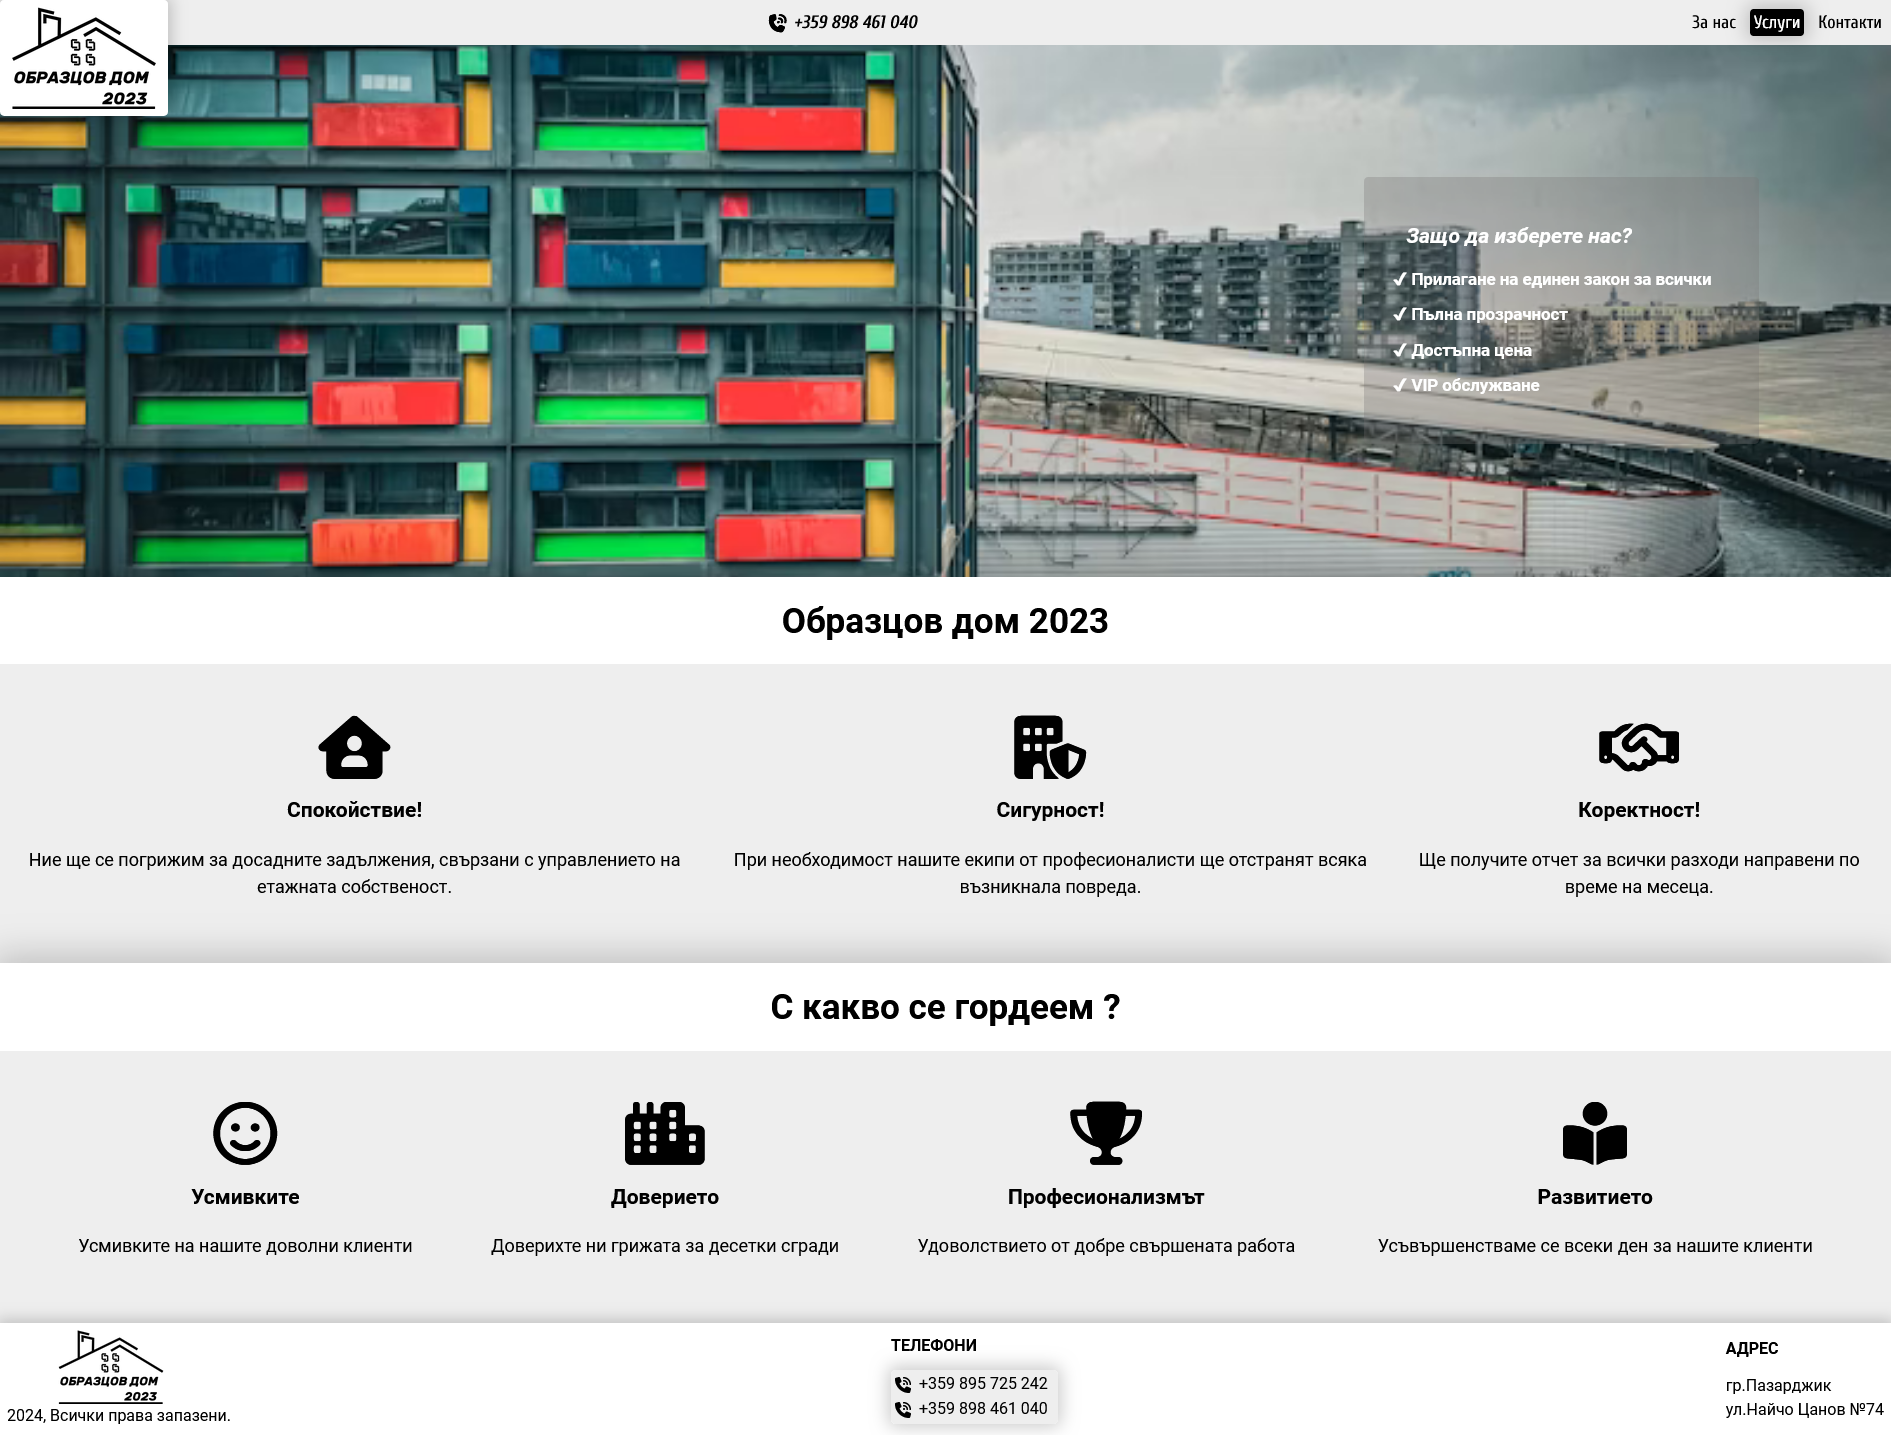 ОБРАЗЦОВ ДОМ
2023
+359 898 461 040
За нас Услуги Контакти
Защо да изберете нас?
Прилагане на единен закон за всички
Пълна прозрачност
Достъпна цена
VIP обслужване
Образцов дом 2023
Спокойствие!
Ние ще се погрижим за досадните задължения, свързани с управлението на
етажната собственост.
Сигурност!
При необходимост нашите екипи от професионалисти ще отстранят всяка
възникнала повреда.
Коректност!
Ще получите отчет за всички разходи направени по
време на месеца.
С какво се гордеем ?
Усмивките
Усмивките на нашите доволни клиенти
Доверието
Доверихте ни грижата за десетки сгради
Професионализмът
Удоволствието от добре свършената работа
Развитието
Усъвършенстваме се всеки ден за нашите клиенти
ОБРАЗЦОВ ДОМ
2023
2024, Всички права запазени.
ТЕЛЕФОНИ
+359 895 725 242
+359 898 461 040
АДРЕС
гр.Пазарджик
ул.Найчо Цанов №74